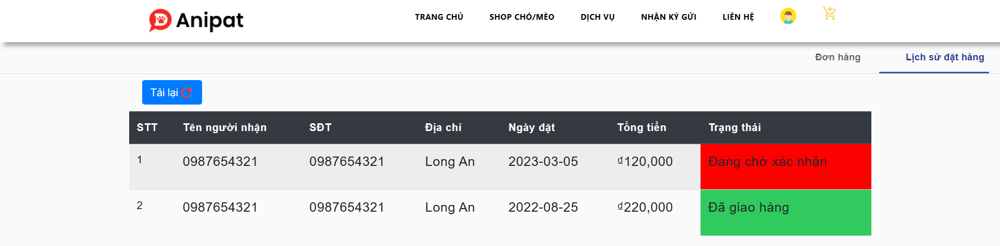 Anipat
TRANG CHỦ SHOP CHÓ/MÈO DỊCH VỤ NHẬN KÝ GỬI LIÊN HỆ
Đơn hàng Lịch sử đặt hàng
Tải lại
STT Tên người nhận SĐT Địa chỉ Ngày đặt Tổng tiền Trạng thái
1 0987654321 0987654321 Long An 2023-03-05 ₫120,000 Đang chờ xác nhận
2 0987654321 0987654321 Long An 2022-08-25 ₫220,000 Đã giao hàng